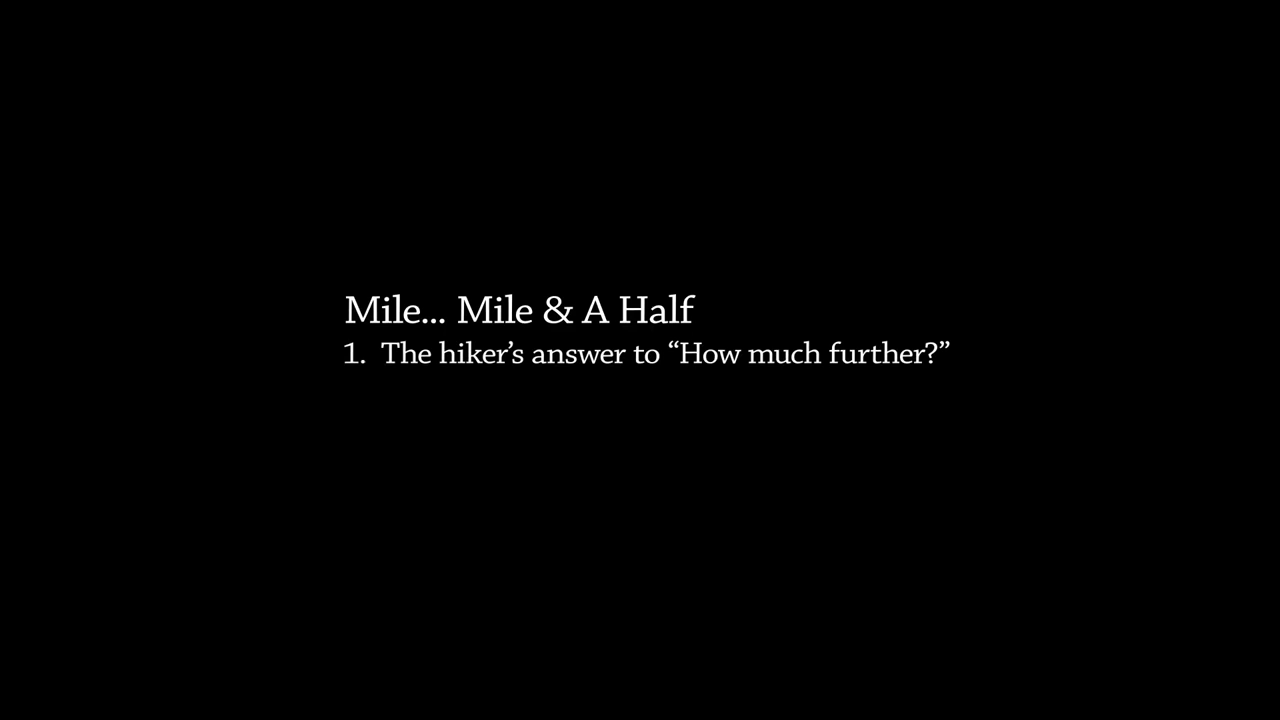 Mile... Mile & A Half
1. The hiker’s answer to “How much further?”